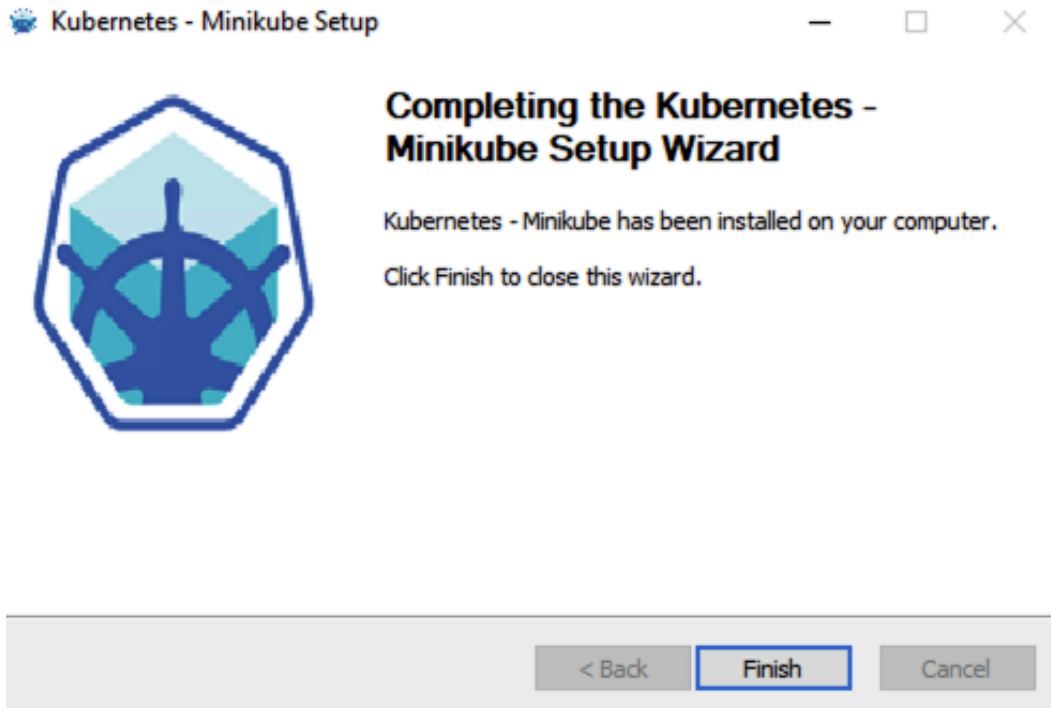 Kubernetes - Minikube Setup
Completing the Kubernetes -
Minikube Setup Wizard
Kubernetes - Minikube has been installed on your computer.
Click Finish to close this wizard.
< Back
Finish
Cancel